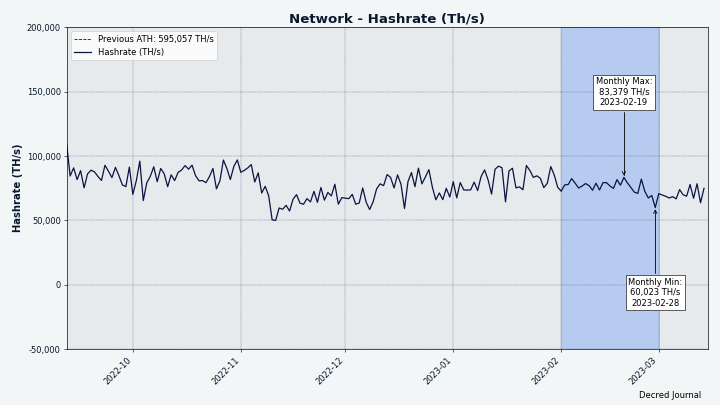 Network - Hashrate (Th/s)
Previous ATH: 595,057 TH/s
Hashrate (TH/s)
Hashrate (TH/s)
200,000
150,000
100,000
50,000
0
-50,000
Monthly Max:
83,379 TH/s
2023-02-19
Monthly Min:
60,023 TH/s
2023-02-28
2022-10
2022-11
2022-12
2023-01
2023-02
2023-03
Decred Journal